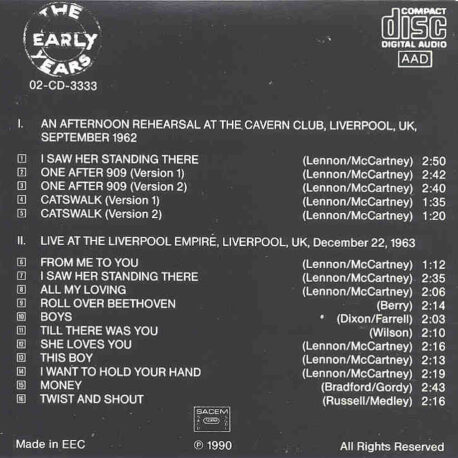 THE
EARLY
YEARS
COMPACT
disc
DIGITAL AUDIO
AAD
02-CD-3333
I. AN AFTERNOON REHEARSAL AT THE CAVERN CLUB, LIVERPOOL, UK,
SEPTEMBER 1962
1 I SAW HER STANDING THERE (Lennon/McCartney) 2:50
2 ONE AFTER 909 (Version 1) (Lennon/McCartney) 2:42
3 ONE AFTER 909 (Version 2) (Lennon/McCartney) 2:40
4 CATSWALK (Version 1) (Lennon/McCartney) 1:35
5 CATSWALK (Version 2) (Lennon/McCartney) 1:20
II. LIVE AT THE LIVERPOOL EMPIRE, LIVERPOOL, UK, December 22, 1963
6 FROM ME TO YOU (Lennon/McCartney) 1:12
7 I SAW HER STANDING THERE (Lennon/McCartney) 2:35
8 ALL MY LOVING (Lennon/McCartney) 2:06
9 ROLL OVER BEETHOVEN (Berry) 2:14
10 BOYS (Dixon/Farrell) 2:03
11 TILL THERE WAS YOU (Wilson) 2:10
12 SHE LOVES YOU (Lennon/McCartney) 2:16
13 THIS BOY (Lennon/McCartney) 2:13
14 I WANT TO HOLD YOUR HAND (Lennon/McCartney) 2:19
15 MONEY (Bradford/Gordy) 2:43
16 TWIST AND SHOUT (Russell/Medley) 2:16
SACEM
Made in EEC ℗ 1990 All Rights Reserved